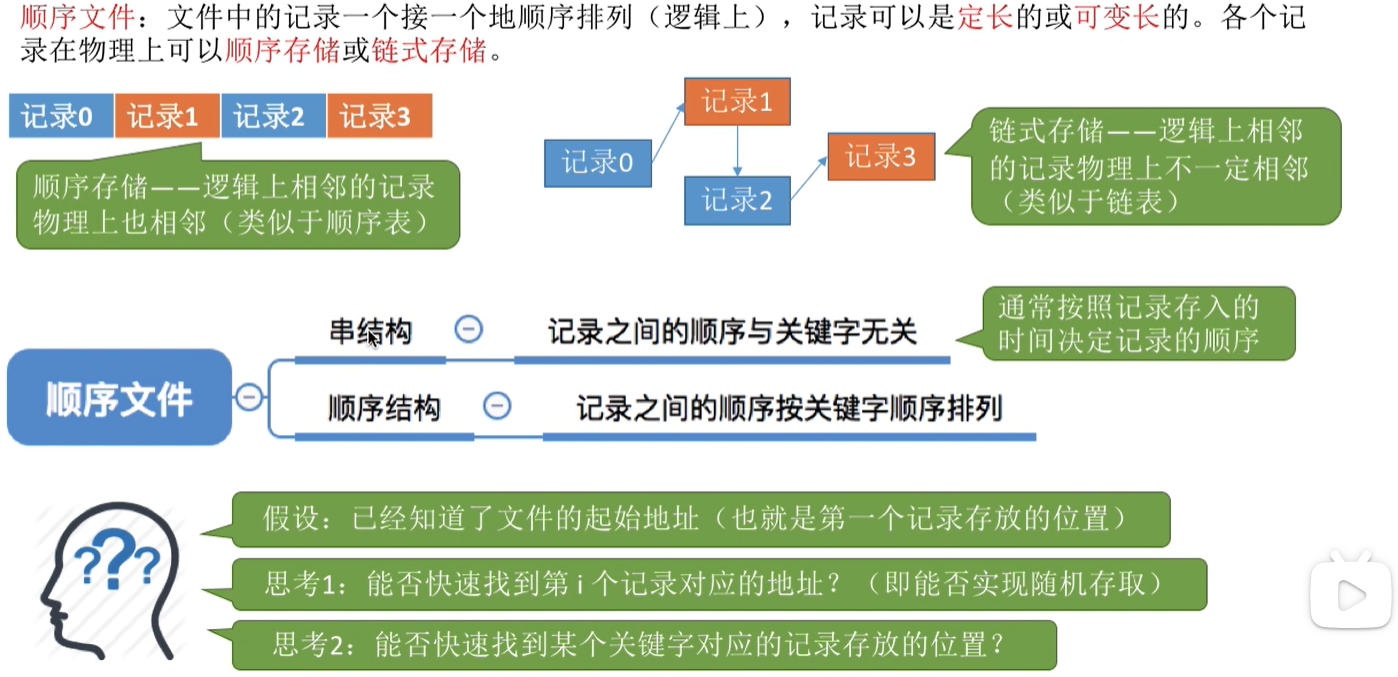 顺序文件：文件中的记录一个接一个地顺序排列（逻辑上），记录可以是定长的或可变长的。各个记
录在物理上可以顺序存储或链式存储。
记录0 记录1 记录2 记录3
顺序存储——逻辑上相邻的记录
物理上也相邻（类似于顺序表）
记录0
记录1
记录2
记录3
链式存储——逻辑上相邻
的记录物理上不一定相邻
（类似于链表）
顺序文件
串结构
记录之间的顺序与关键字无关
通常按照记录存入的
时间决定记录的顺序
顺序结构
记录之间的顺序按关键字顺序排列
???
假设：已经知道了文件的起始地址（也就是第一个记录存放的位置）
思考1：能否快速找到第 i 个记录对应的地址？（即能否实现随机存取）
思考2：能否快速找到某个关键字对应的记录存放的位置？